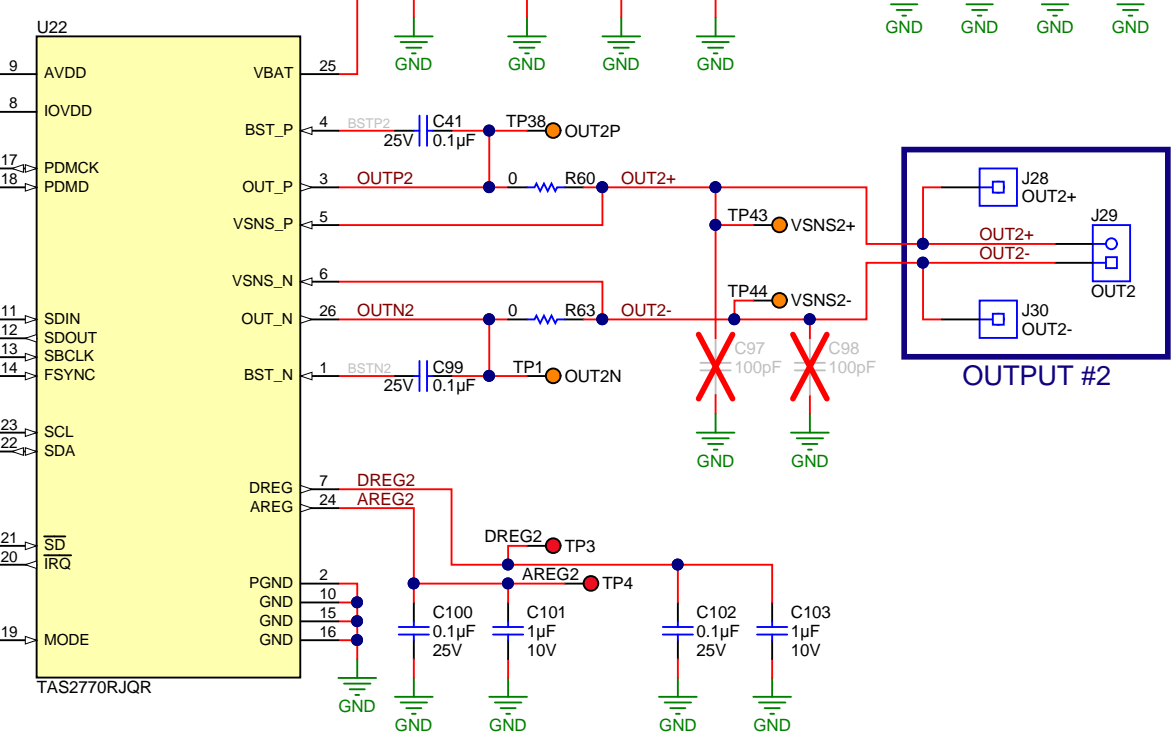 U22
GND GND GND GND
GND GND GND GND
9 AVDD
VBAT 25
8 IOVDD
BST_P 4 BSTP2
C41
25V 0.1µF
TP38 OUT2P
17 PDMCK
18 PDMD
OUT_P 3 OUTP2
0 R60 OUT2+
VSNS_P 5
TP43 VSNS2+
J28
OUT2+
J29
OUT2+
OUT2-
OUT2
VSNS_N 6
TP44 VSNS2-
11 SDIN
OUT_N 26 OUTN2
0 R63 OUT2-
J30
OUT2-
12 SDOUT
13 SBCLK
14 FSYNC
BST_N 1 BSTN2
C99
25V 0.1µF
TP1 OUT2N
C97
100pF
C98
100pF
OUTPUT #2
23 SCL
22 SDA
GND GND
DREG 7 DREG2
AREG 24 AREG2
21 SD
20 IRQ
DREG2 TP3
AREG2 TP4
PGND 2
GND 10
GND 15
GND 16
19 MODE
C100
0.1µF
25V
C101
1µF
10V
C102
0.1µF
25V
C103
1µF
10V
TAS2770RJQR
GND
GND GND GND GND